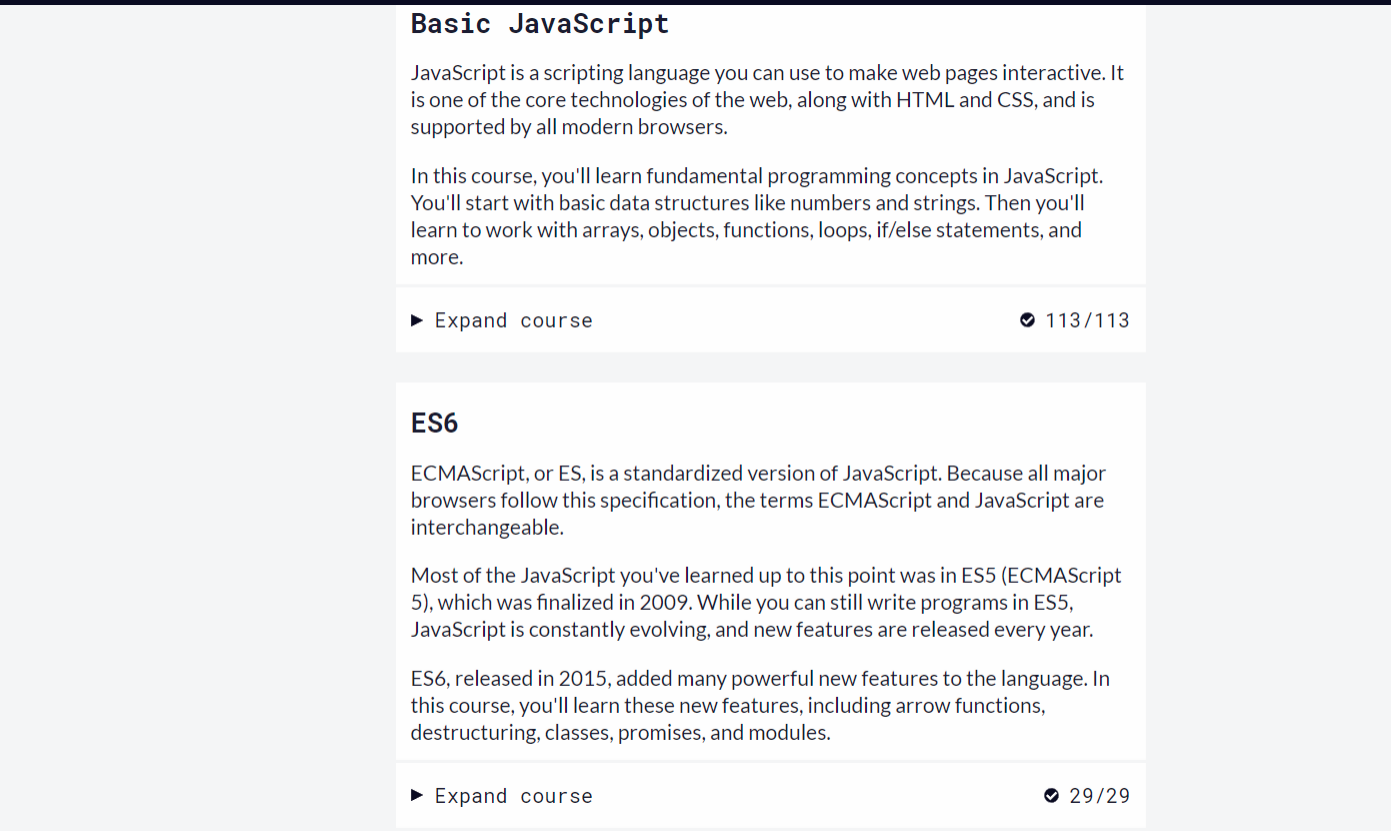 Basic JavaScript
JavaScript is a scripting language you can use to make web pages interactive. It
is one of the core technologies of the web, along with HTML and CSS, and is
supported by all modern browsers.
In this course, you'll learn fundamental programming concepts in JavaScript.
You'll start with basic data structures like numbers and strings. Then you'll
learn to work with arrays, objects, functions, loops, if/else statements, and
more.
Expand course 113/113
ES6
ECMAScript, or ES, is a standardized version of JavaScript. Because all major
browsers follow this specification, the terms ECMAScript and JavaScript are
interchangeable.
Most of the JavaScript you've learned up to this point was in ES5 (ECMAScript
5), which was finalized in 2009. While you can still write programs in ES5,
JavaScript is constantly evolving, and new features are released every year.
ES6, released in 2015, added many powerful new features to the language. In
this course, you'll learn these new features, including arrow functions,
destructuring, classes, promises, and modules.
Expand course 29/29